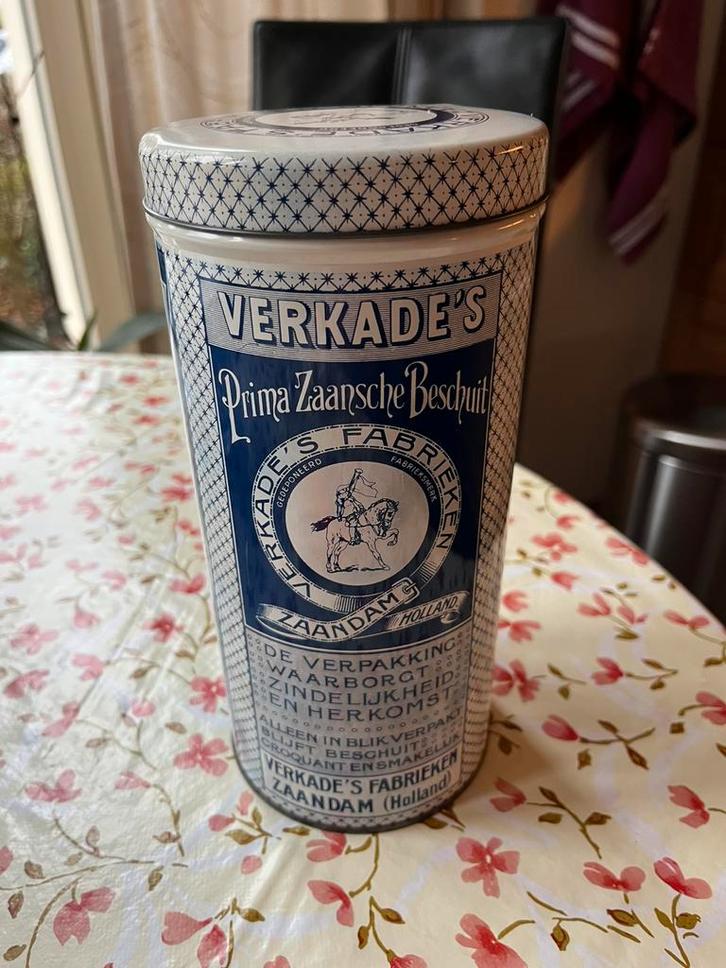 VERKADE'S
Prima Zaansche Beschuit
VERKADE'S FABRIEKEN
GEDEPONEERD FABRIEKSMERK
ZAANDAM
HOLLAND
DE VERPAKKING
WAARBORGT
ZINDELIJKHEID
EN HERKOMST
ALLEEN IN BLIK VERPAKT
BLIJFT BESCHUIT
CROQUANT EN SMAKELIJK
VERKADE'S FABRIEKEN
ZAANDAM (Holland)